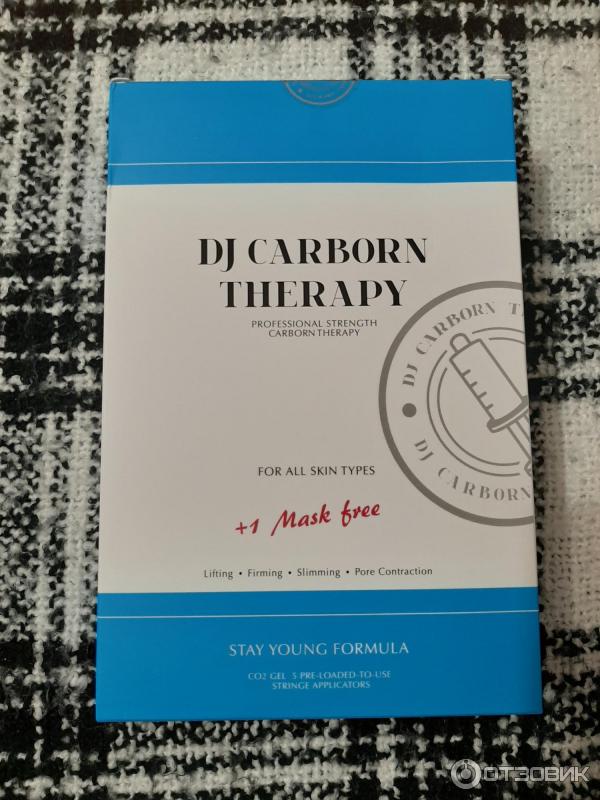 DJ CARBORN
THERAPY
PROFESSIONAL STRENGTH
CARBORN THERAPY
DJ CARBORN
DJ CARBORN
FOR ALL SKIN TYPES
+1 Mask free
Lifting • Firming • Slimming • Pore Contraction
STAY YOUNG FORMULA
CO2 GEL 5 PRE-LOADED-TO-USE
STRINGE APPLICATORS
ОТЗОВИК